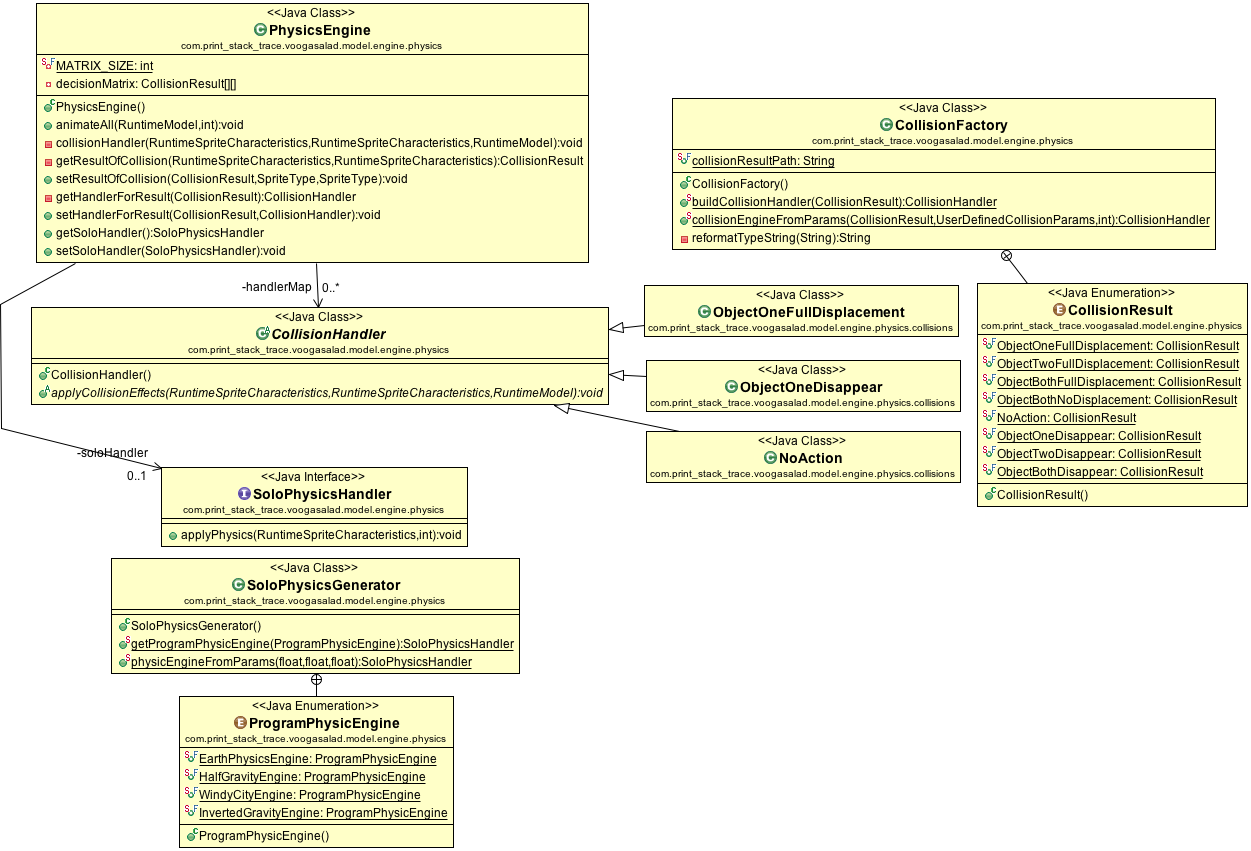 <<Java Class>>
PhysicsEngine
com.print_stack_trace.voogasalad.model.engine.physics
MATRIX_SIZE: int
decisionMatrix: CollisionResult[][]
PhysicsEngine()
animateAll(RuntimeModel,int):void
collisionHandler(RuntimeSpriteCharacteristics,RuntimeSpriteCharacteristics,RuntimeModel):void
getResultOfCollision(RuntimeSpriteCharacteristics,RuntimeSpriteCharacteristics):CollisionResult
setResultOfCollision(CollisionResult,SpriteType,SpriteType):void
getHandlerForResult(CollisionResult):CollisionHandler
setHandlerForResult(CollisionResult,CollisionHandler):void
getSoloHandler():SoloPhysicsHandler
setSoloHandler(SoloPhysicsHandler):void
-handlerMap
0..*
<<Java Class>>
CollisionHandler
com.print_stack_trace.voogasalad.model.engine.physics
CollisionHandler()
applyCollisionEffects(RuntimeSpriteCharacteristics,RuntimeSpriteCharacteristics,RuntimeModel):void
-soloHandler
0..1
<<Java Interface>>
SoloPhysicsHandler
com.print_stack_trace.voogasalad.model.engine.physics
applyPhysics(RuntimeSpriteCharacteristics,int):void
<<Java Class>>
SoloPhysicsGenerator
com.print_stack_trace.voogasalad.model.engine.physics
SoloPhysicsGenerator()
getProgramPhysicEngine(ProgramPhysicEngine):SoloPhysicsHandler
physicEngineFromParams(float,float,float):SoloPhysicsHandler
<<Java Enumeration>>
ProgramPhysicEngine
com.print_stack_trace.voogasalad.model.engine.physics
EarthPhysicsEngine: ProgramPhysicEngine
HalfGravityEngine: ProgramPhysicEngine
WindyCityEngine: ProgramPhysicEngine
InvertedGravityEngine: ProgramPhysicEngine
ProgramPhysicEngine()
<<Java Class>>
CollisionFactory
com.print_stack_trace.voogasalad.model.engine.physics
collisionResultPath: String
CollisionFactory()
buildCollisionHandler(CollisionResult):CollisionHandler
collisionEngineFromParams(CollisionResult,UserDefinedCollisionParams,int):CollisionHandler
reformatTypeString(String):String
<<Java Class>>
ObjectOneFullDisplacement
com.print_stack_trace.voogasalad.model.engine.physics.collisions
<<Java Class>>
ObjectOneDisappear
com.print_stack_trace.voogasalad.model.engine.physics.collisions
<<Java Class>>
NoAction
com.print_stack_trace.voogasalad.model.engine.physics.collisions
<<Java Enumeration>>
CollisionResult
com.print_stack_trace.voogasalad.model.engine.physics
ObjectOneFullDisplacement: CollisionResult
ObjectTwoFullDisplacement: CollisionResult
ObjectBothFullDisplacement: CollisionResult
ObjectBothNoDisplacement: CollisionResult
NoAction: CollisionResult
ObjectOneDisappear: CollisionResult
ObjectTwoDisappear: CollisionResult
ObjectBothDisappear: CollisionResult
CollisionResult()